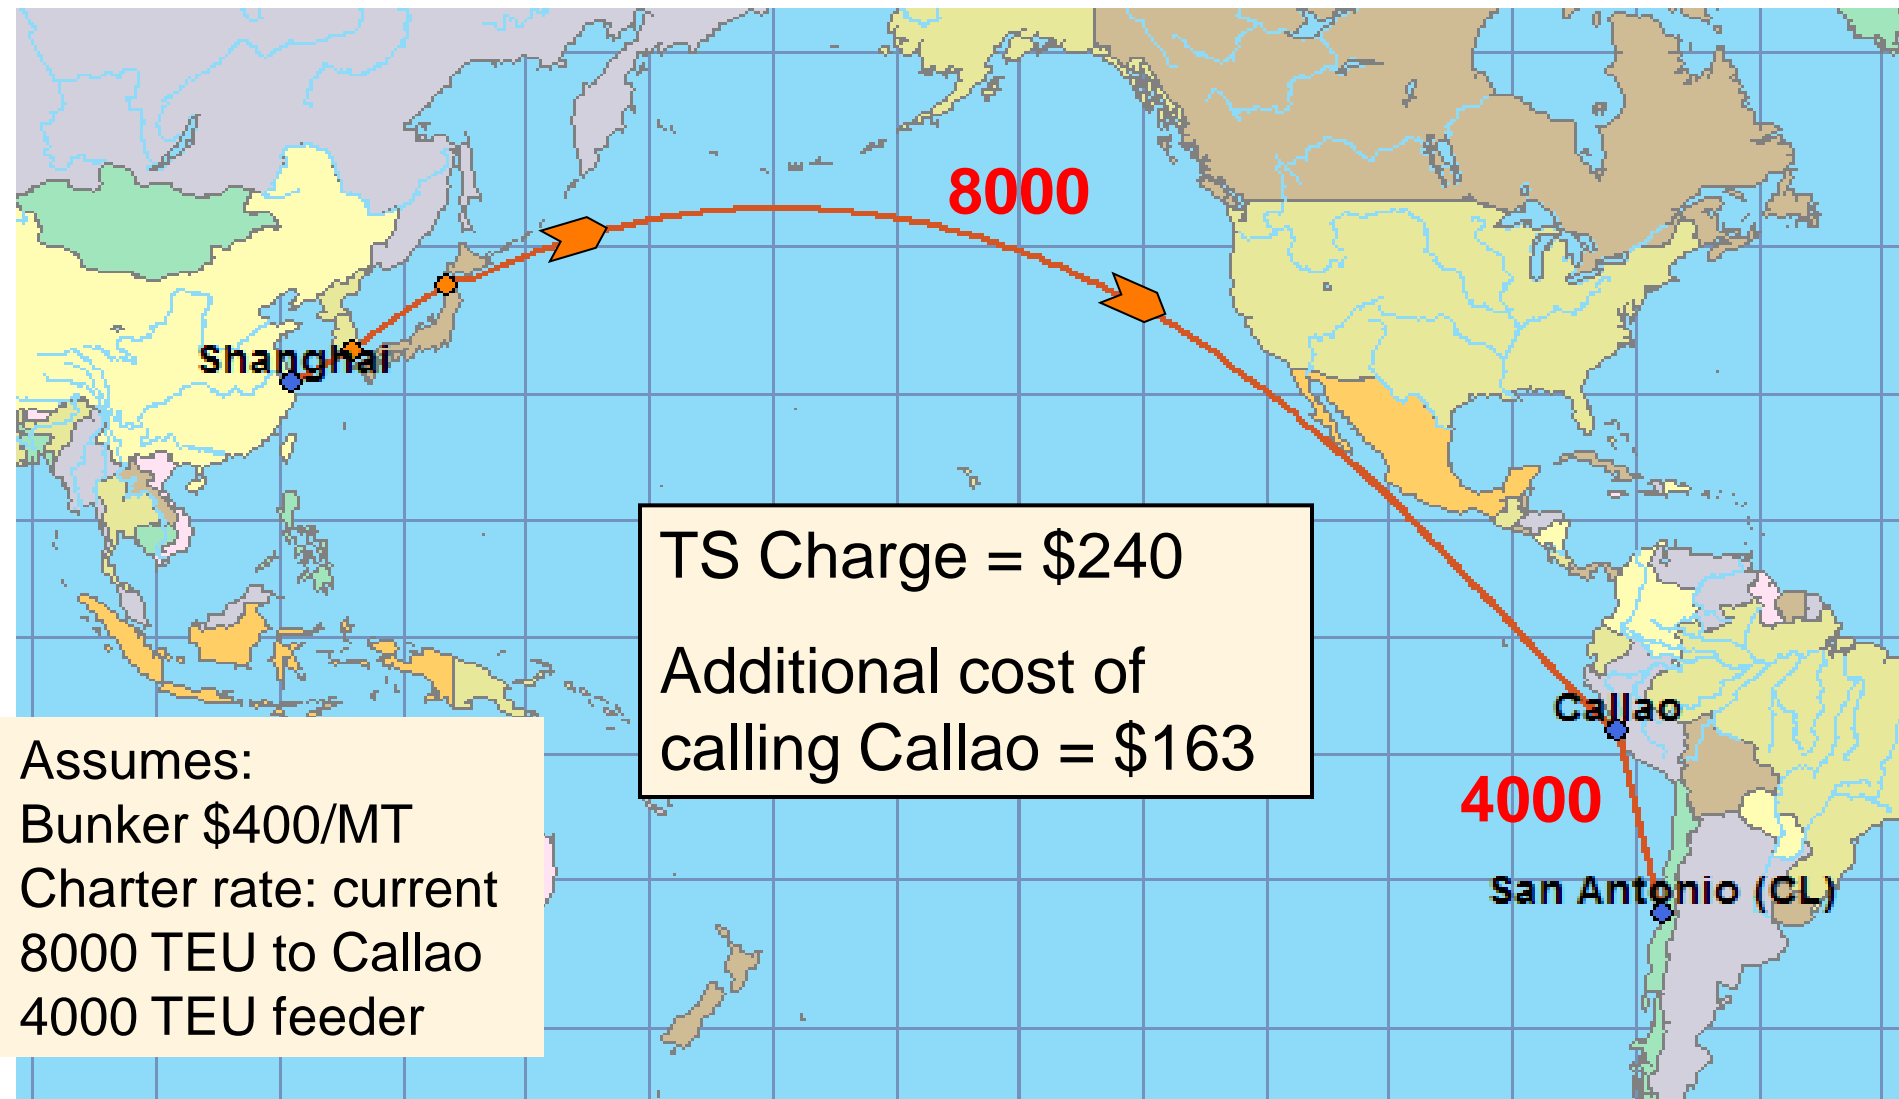 8000
Shanghai
TS Charge = $240
Additional cost of
calling Callao = $163
Callao
4000
San Antonio (CL)
Assumes:
Bunker $400/MT
Charter rate: current
8000 TEU to Callao
4000 TEU feeder